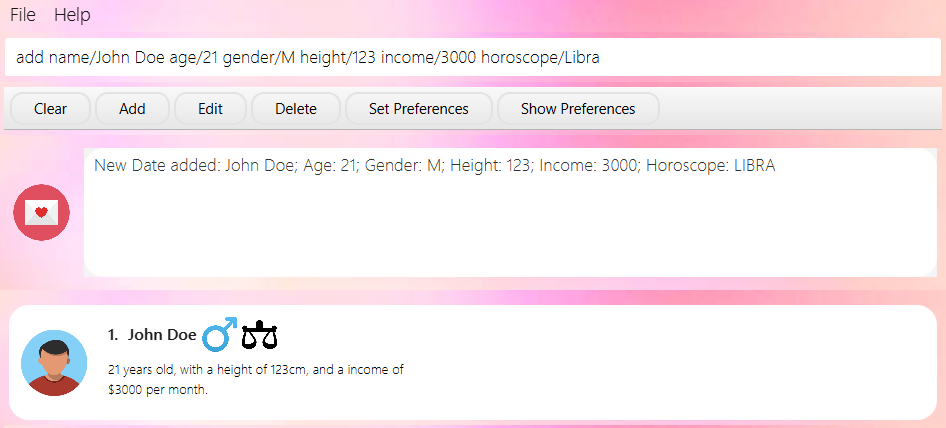 File Help
add name/John Doe age/21 gender/M height/123 income/3000 horoscope/Libra
Clear Add Edit Delete Set Preferences Show Preferences
New Date added: John Doe; Age: 21; Gender: M; Height: 123; Income: 3000; Horoscope: LIBRA
1. John Doe
21 years old, with a height of 123cm, and a income of
$3000 per month.